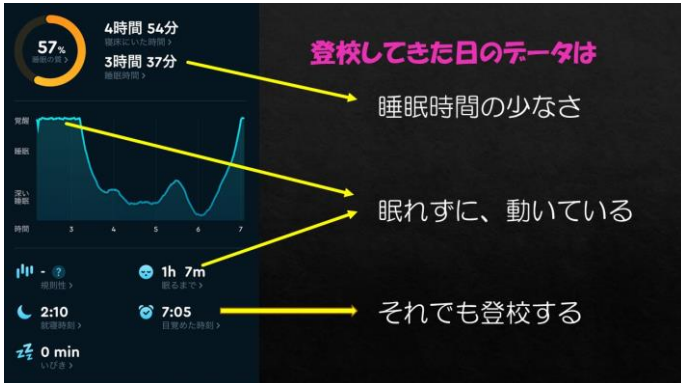 57%
睡眠の質 >
4時間 54分
寝床にいた時間 >
3時間 37分
睡眠時間 >
登校してきた日のデータは
睡眠時間の少なさ
覚醒
睡眠
深い
睡眠
時間 3 4 5 6 7
眠れずに、動いている
- ?
規則性 >
1h 7m
眠るまで >
2:10
就寝時刻 >
7:05
目覚めた時刻 >
それでも登校する
0 min
いびき >